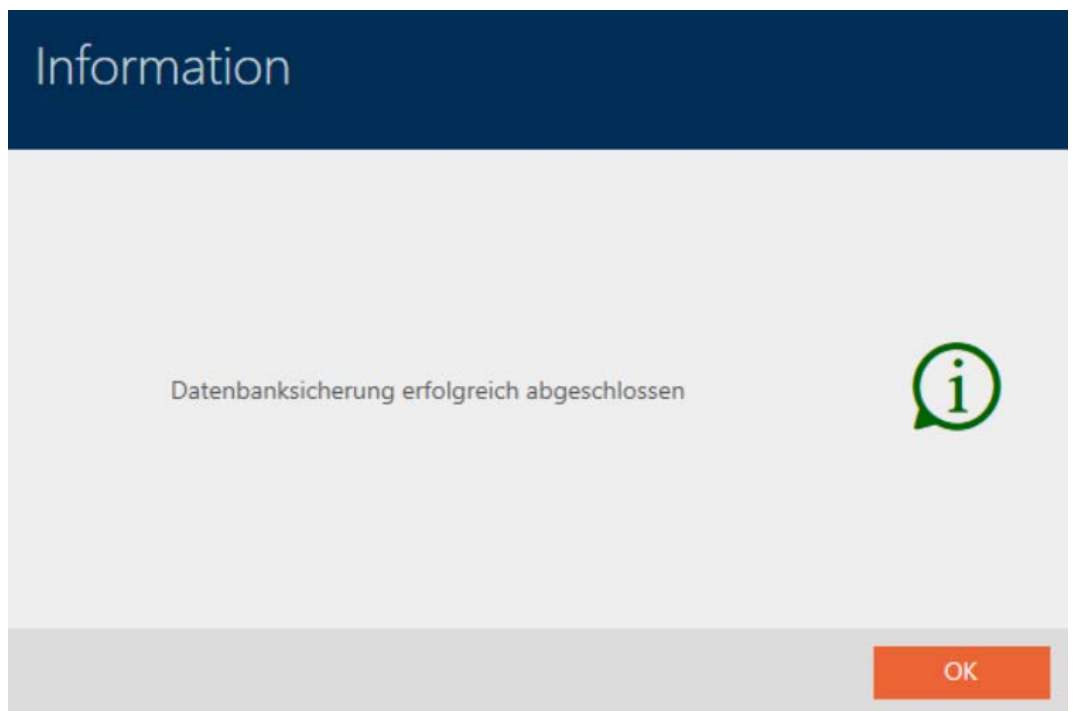 Information
Datenbanksicherung erfolgreich abgeschlossen
i
OK